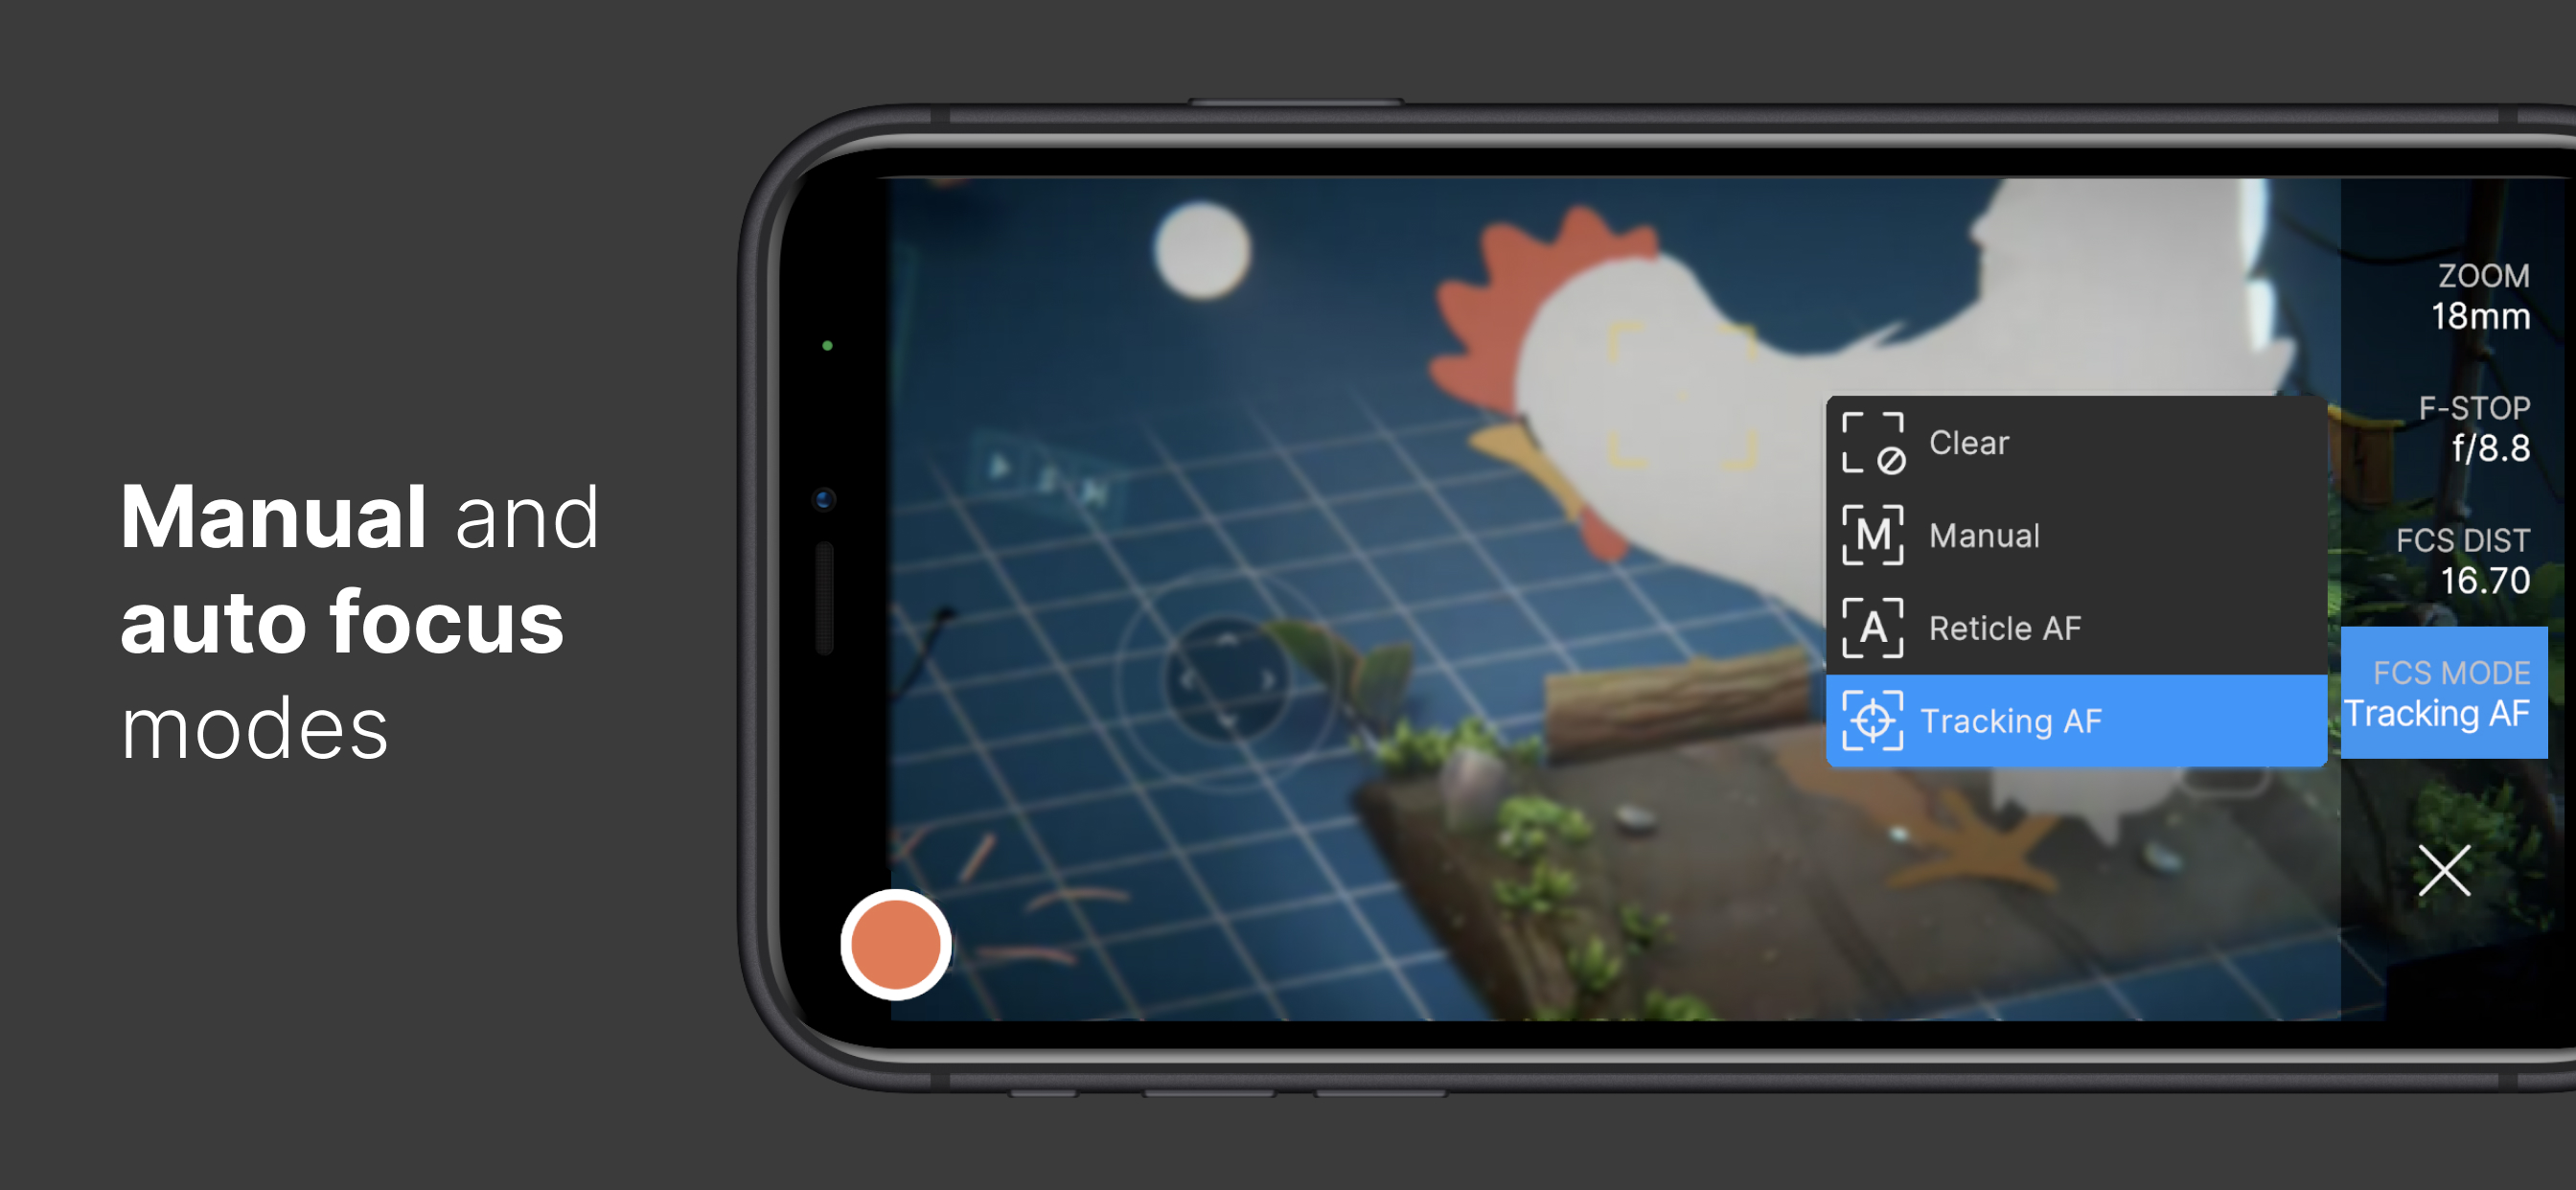 Manual and
auto focus
modes
ZOOM
18mm
F-STOP
f/8.8
FCS DIST
16.70
FCS MODE
Tracking AF
Clear
M Manual
A Reticle AF
Tracking AF